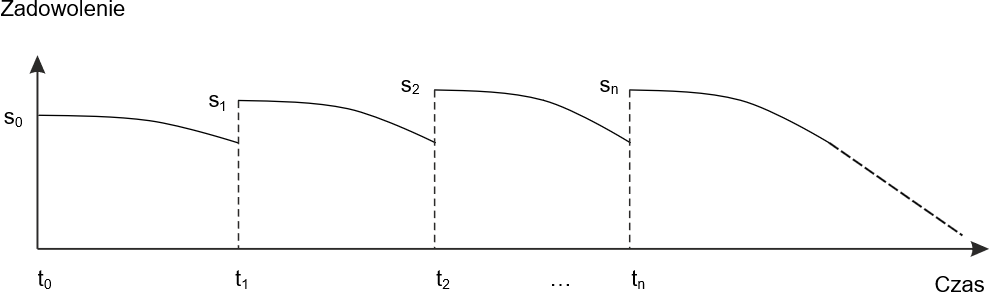 Zadowolenie
s₀
s₁
s₂
sₙ
t₀
t₁
t₂
...
tₙ
Czas